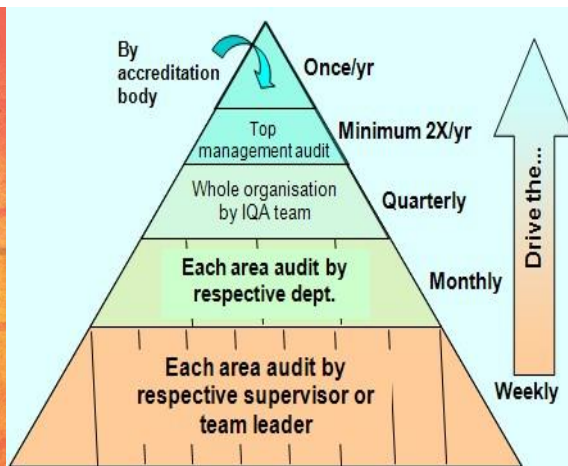 By
accreditation
body
Once/yr
Top
management audit
Minimum 2X/yr
Whole organisation
by IQA team
Quarterly
Each area audit by
respective dept.
Monthly
Each area audit by
respective supervisor or
team leader
Weekly
Drive the...